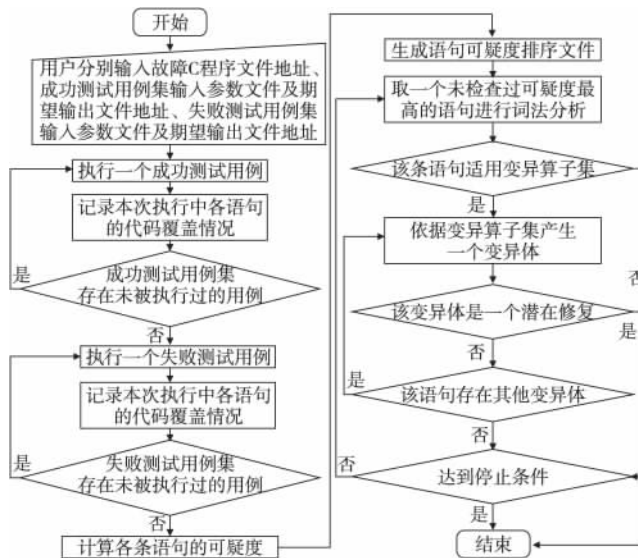 开始
用户分别输入故障C程序文件地址、
成功测试用例集输入参数文件及期
望输出文件地址、失败测试用例集
输入参数文件及期望输出文件地址
执行一个成功测试用例
记录本次执行中各语句
的代码覆盖情况
是
成功测试用例集
存在未被执行过的用例
否
执行一个失败测试用例
记录本次执行中各语句
的代码覆盖情况
是
失败测试用例集
存在未被执行过的用例
否
计算各条语句的可疑度
生成语句可疑度排序文件
取一个未检查过可疑度最
高的语句进行词法分析
该条语句适用变异算子集
是
依据变异算子集产生
一个变异体
否
该变异体是一个潜在修复
是
否
是
该语句存在其他变异体
否
否
达到停止条件
是
结束